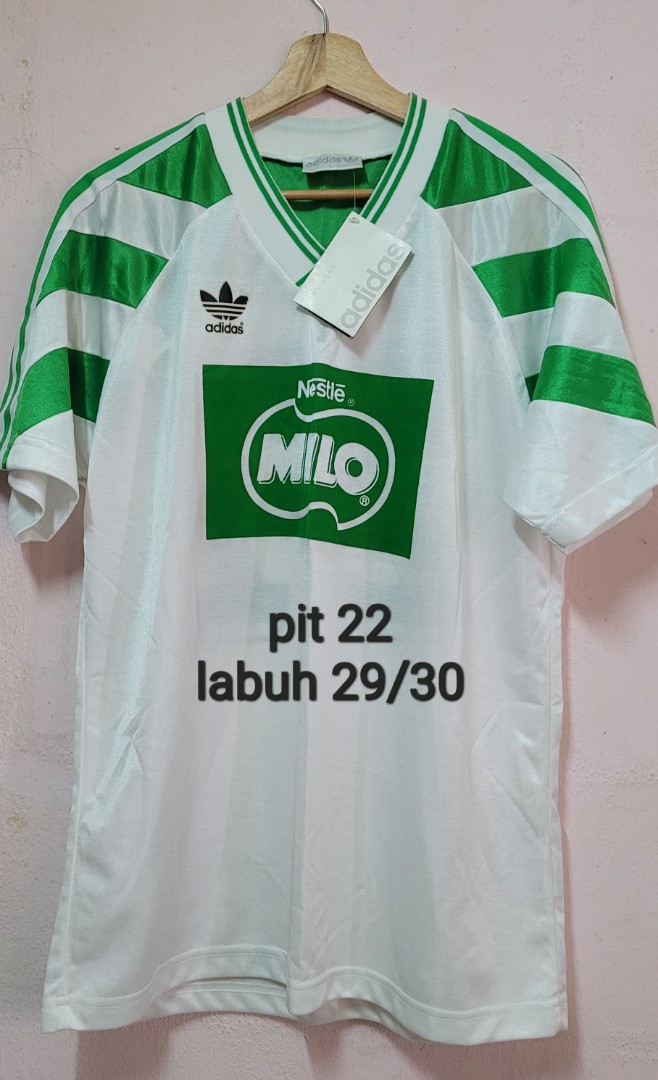 adidas
adidas
adidas
Nestlé
MILO
pit 22
labuh 29/30